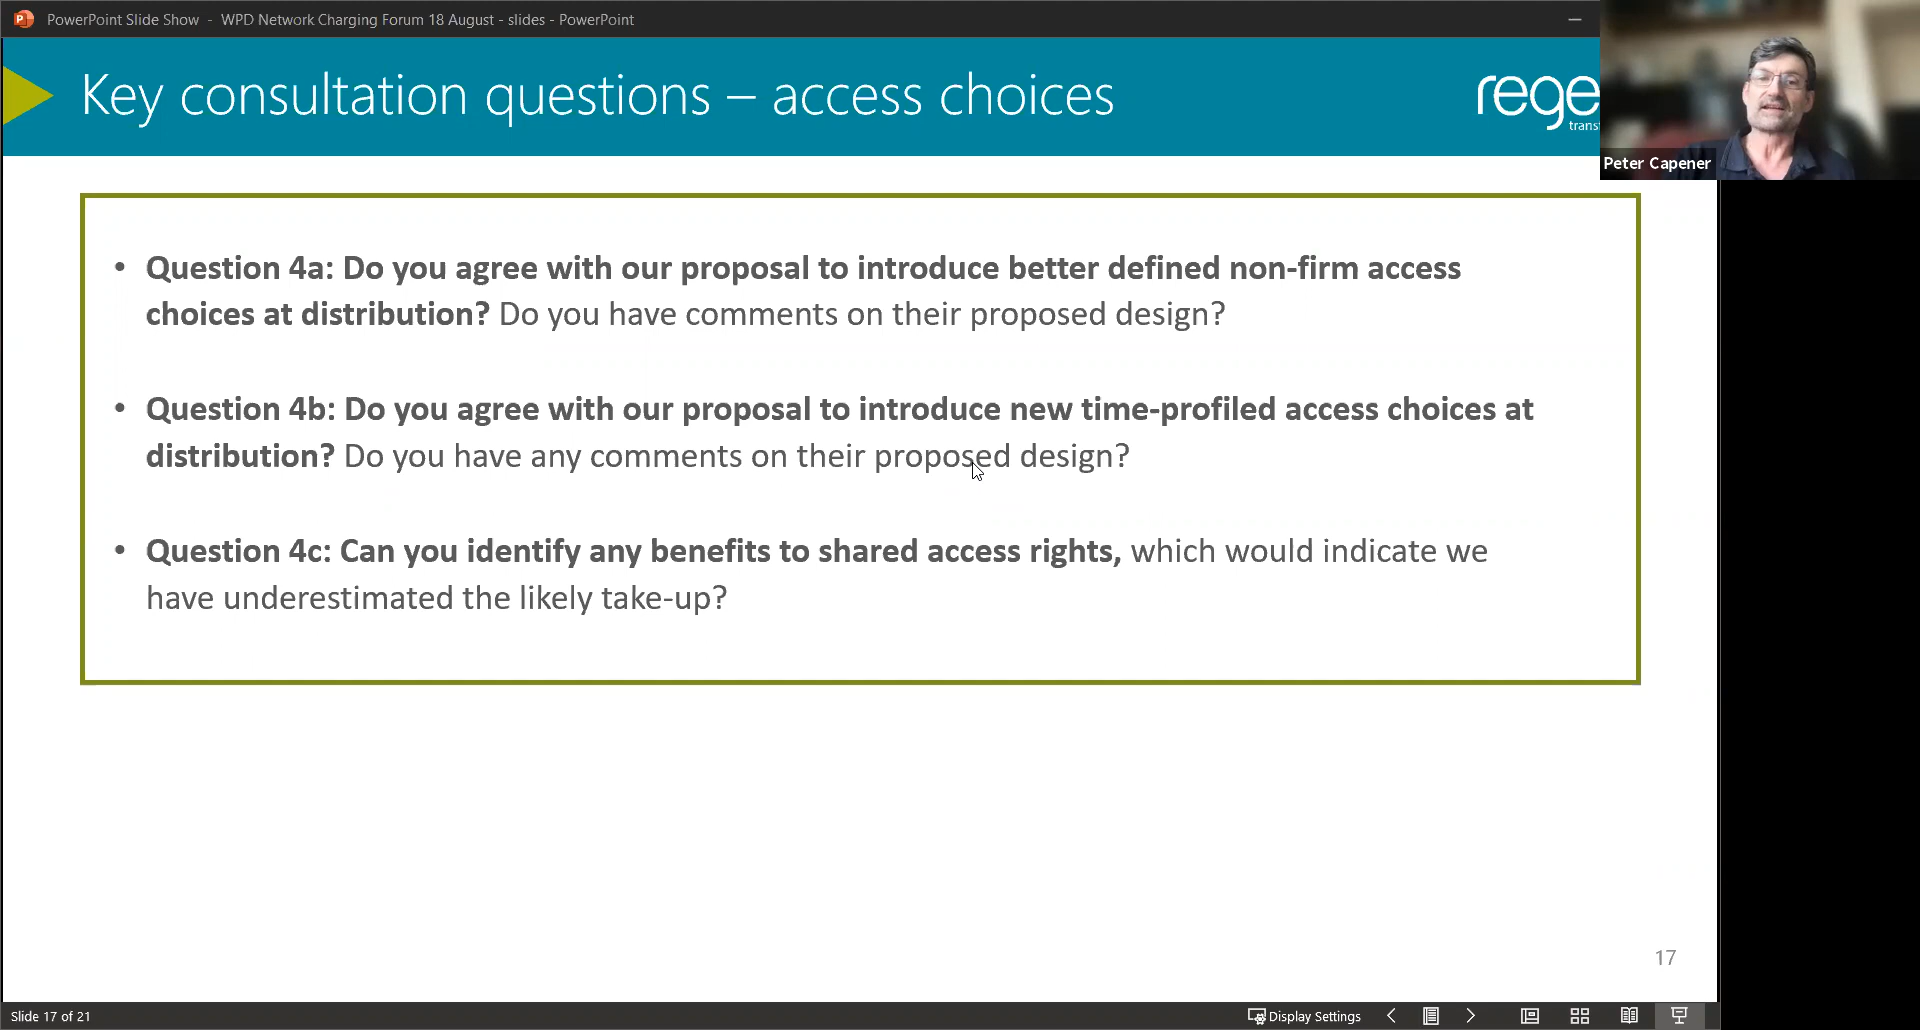 PowerPoint Slide Show - WPD Network Charging Forum 18 August - slides - PowerPoint
Key consultation questions – access choices
rege
trans
Peter Capener
• Question 4a: Do you agree with our proposal to introduce better defined non-firm access
choices at distribution? Do you have comments on their proposed design?
• Question 4b: Do you agree with our proposal to introduce new time-profiled access choices at
distribution? Do you have any comments on their proposed design?
• Question 4c: Can you identify any benefits to shared access rights, which would indicate we
have underestimated the likely take-up?
17
Slide 17 of 21
Display Settings